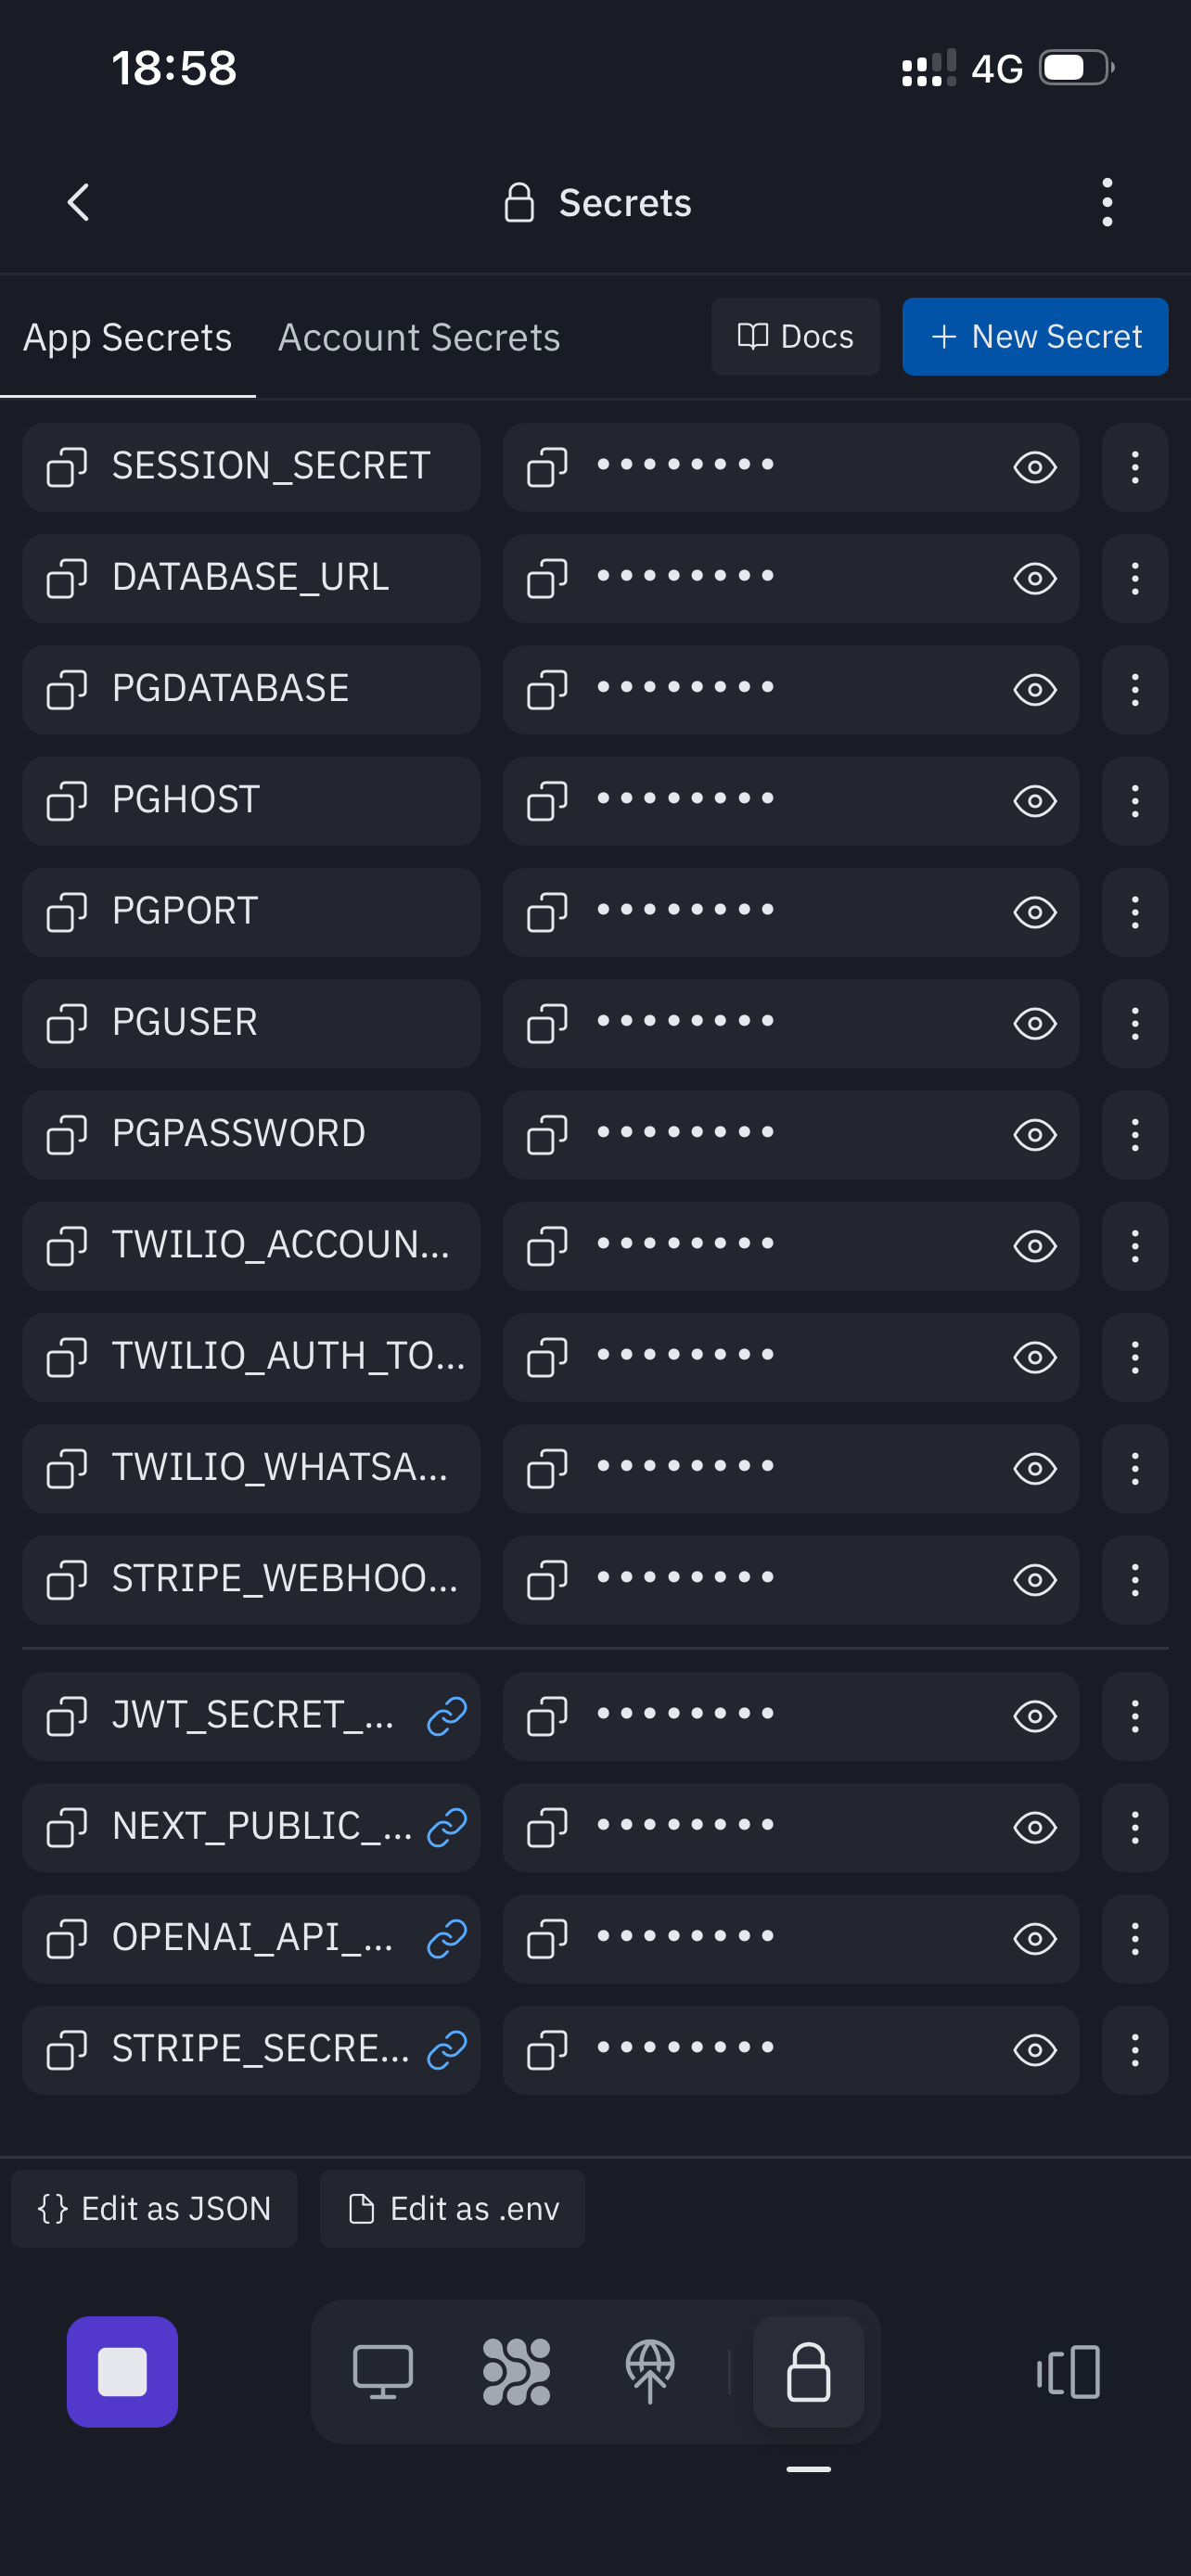 18:58
4G
Secrets
App Secrets
Account Secrets
Docs
New Secret
SESSION_SECRET
DATABASE_URL
PGDATABASE
PGHOST
PGPORT
PGUSER
PGPASSWORD
TWILIO_ACCOUN...
TWILIO_AUTH_TO...
TWILIO_WHATSA...
STRIPE_WEBHOO...
JWT_SECRET_...
NEXT_PUBLIC_...
OPENAI_API_...
STRIPE_SECRE...
{} Edit as JSON
Edit as .env